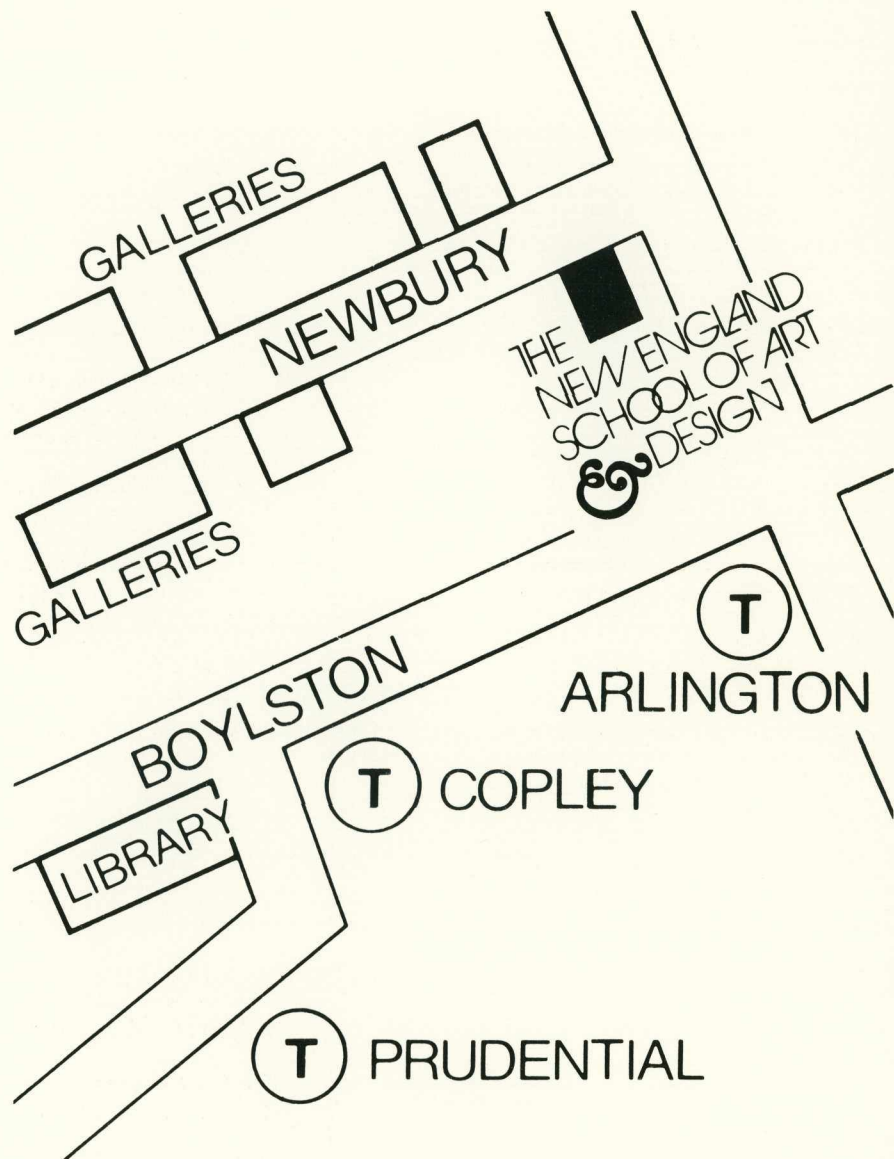 GALLERIES
NEWBURY
THE
NEW ENGLAND
SCHOOL OF ART
& DESIGN
GALLERIES
T
ARLINGTON
BOYLSTON
T COPLEY
LIBRARY
T PRUDENTIAL